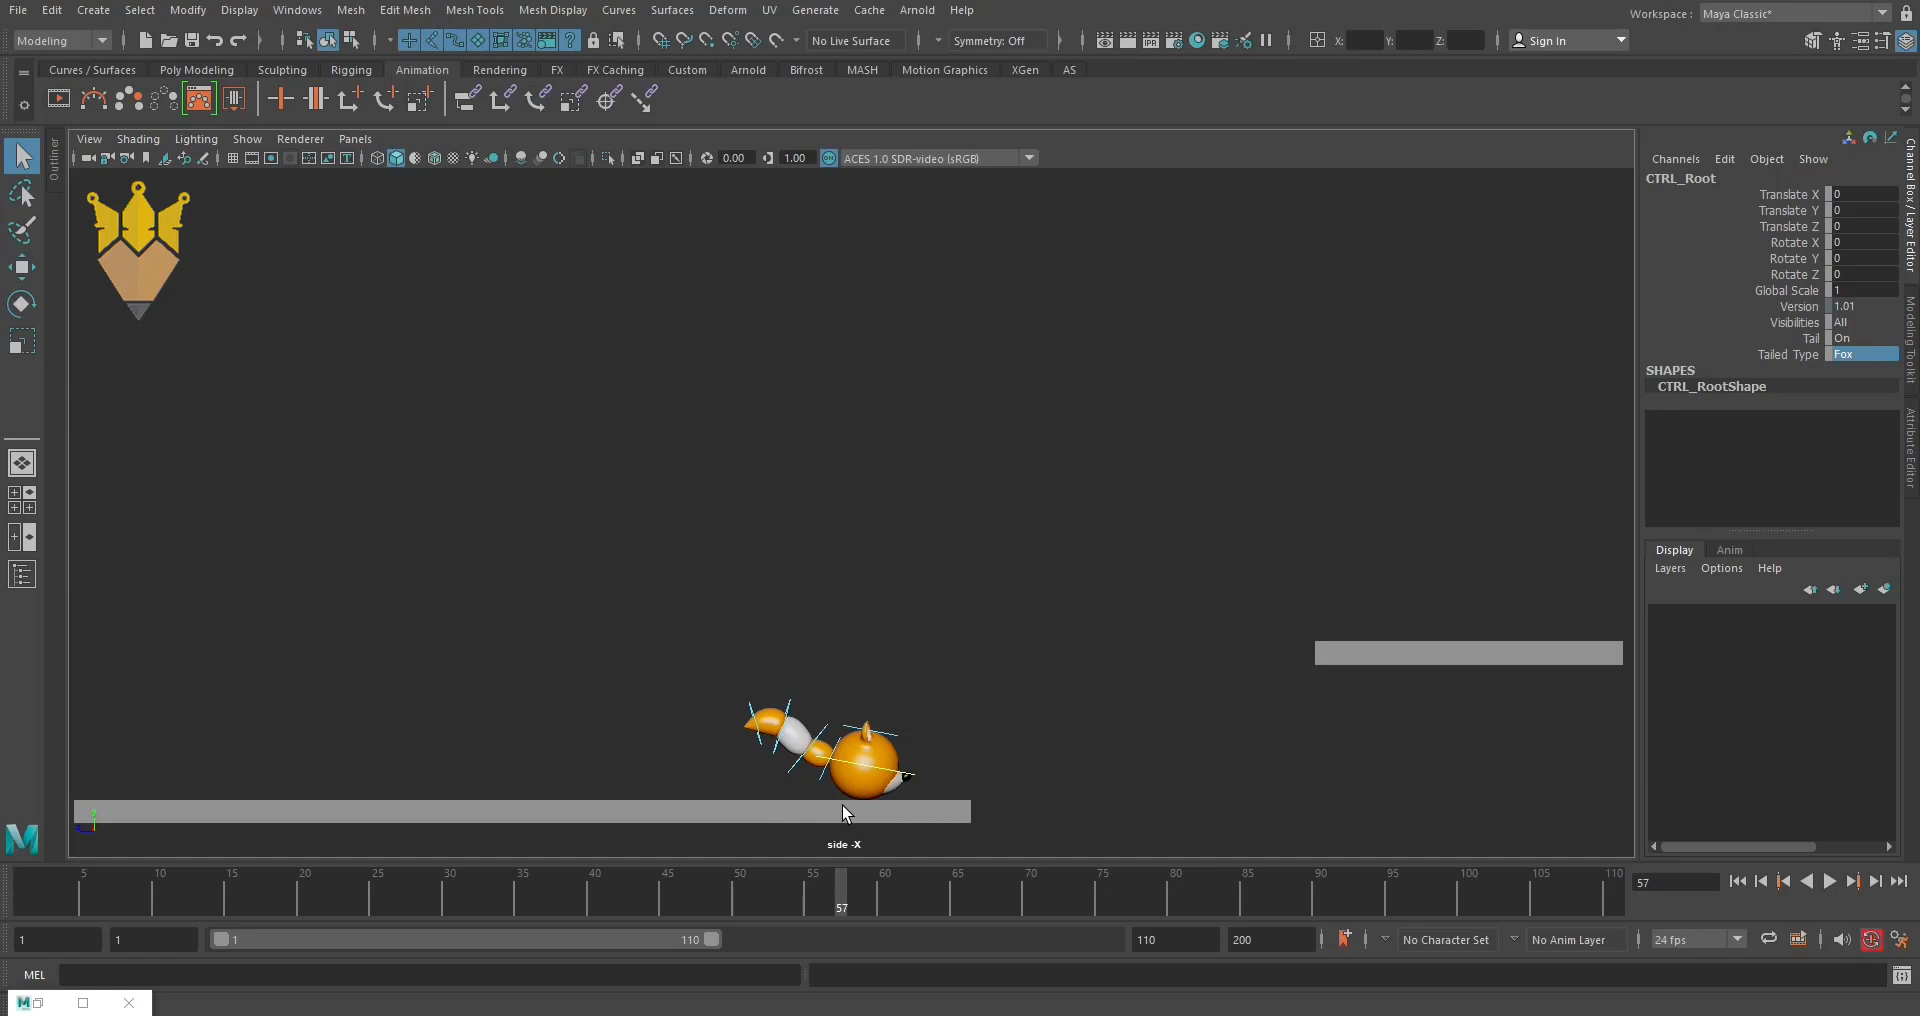 File Edit Create Select Modify Display Windows Mesh Edit Mesh Mesh Tools Mesh Display Curves Surfaces Deform UV Generate Cache Arnold Help
Workspace : Maya Classic*
Modeling No Live Surface Symmetry: Off X: Y: Z: Sign In
Curves / Surfaces Poly Modeling Sculpting Rigging Animation Rendering FX FX Caching Custom Arnold Bifrost MASH Motion Graphics XGen AS
View Shading Lighting Show Renderer Panels
0.00 1.00 ON ACES 1.0 SDR-video (sRGB)
Outliner
Channels Edit Object Show
CTRL_Root
Translate X 0
Translate Y 0
Translate Z 0
Rotate X 0
Rotate Y 0
Rotate Z 0
Global Scale 1
Version 1.01
Visibilities All
Tail On
Tailed Type Fox
SHAPES
CTRL_RootShape
Channel Box / Layer Editor
Modeling Toolkit
Attribute Editor
Display Anim
Layers Options Help
side -X
5 10 15 20 25 30 35 40 45 50 55 60 65 70 75 80 85 90 95 100 105 110
57
57
1 1 1 110 110 200 No Character Set No Anim Layer 24 fps
MEL